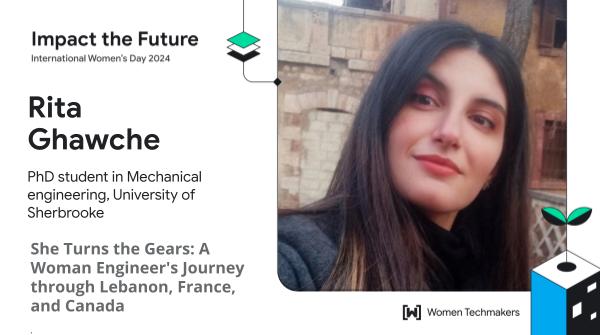 Impact the Future
International Women's Day 2024
Rita
Ghawche
PhD student in Mechanical
engineering, University of
Sherbrooke
She Turns the Gears: A
Woman Engineer's Journey
through Lebanon, France,
and Canada
[W] Women Techmakers